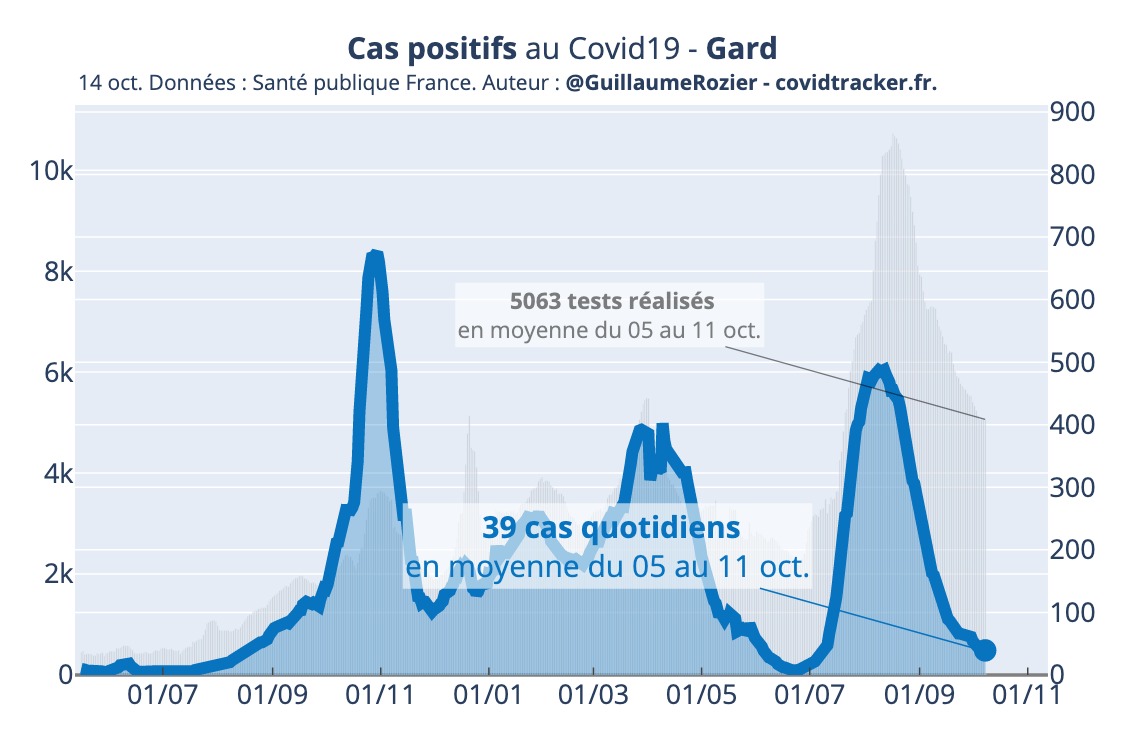 Cas positifs au Covid19 - Gard
14 oct. Données : Santé publique France. Auteur : @GuillaumeRozier - covidtracker.fr.
900
10k
800
700
8k
600
5063 tests réalisés
en moyenne du 05 au 11 oct.
6k
500
400
4k
300
39 cas quotidiens
en moyenne du 05 au 11 oct.
200
2k
100
0
0
01/07 01/09 01/11 01/01 01/03 01/05 01/07 01/09 01/11